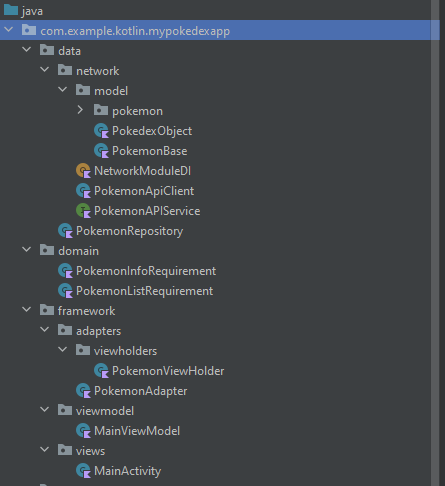 java
com.example.kotlin.mypokedexapp
data
network
model
pokemon
PokedexObject
PokemonBase
NetworkModuleDI
PokemonApiClient
PokemonAPIService
PokemonRepository
domain
PokemonInfoRequirement
PokemonListRequirement
framework
adapters
viewholders
PokemonViewHolder
PokemonAdapter
viewmodel
MainViewModel
views
MainActivity